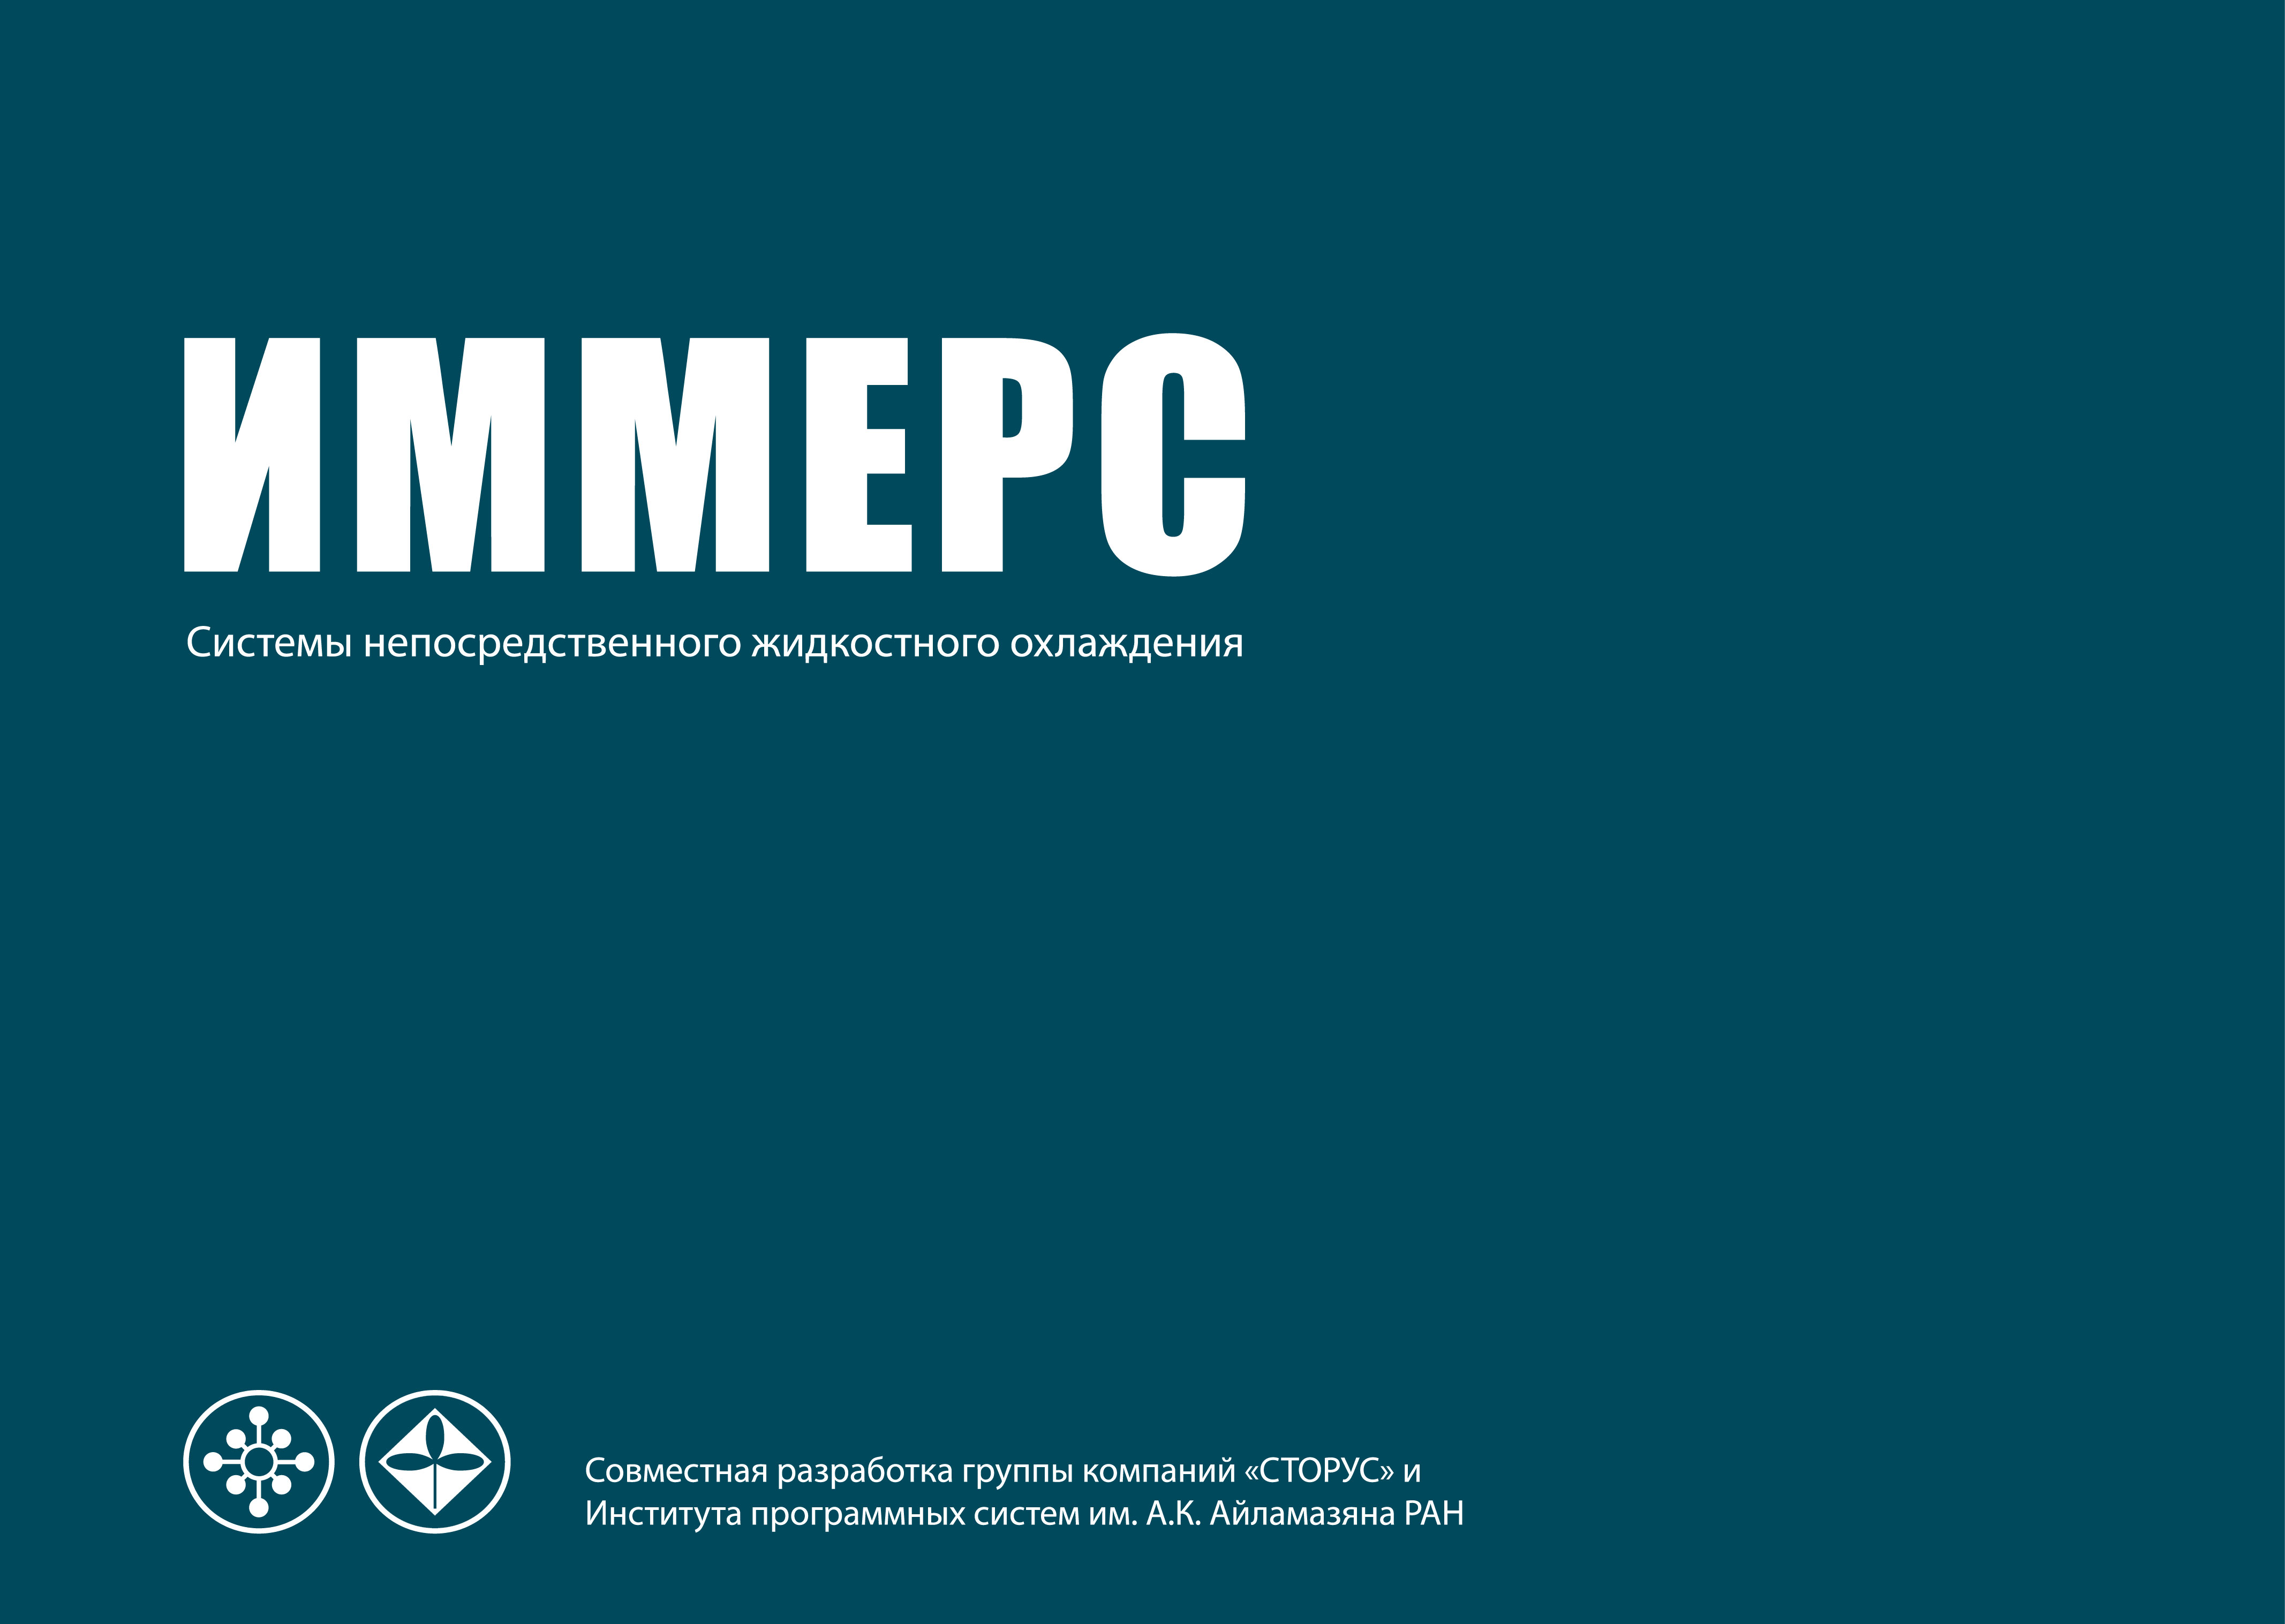 ИММЕРС
Системы непосредственного жидкостного охлаждения
Совместная разработка группы компаний «СТОРУС» и
Института программных систем им. А.К. Айламазяна РАН